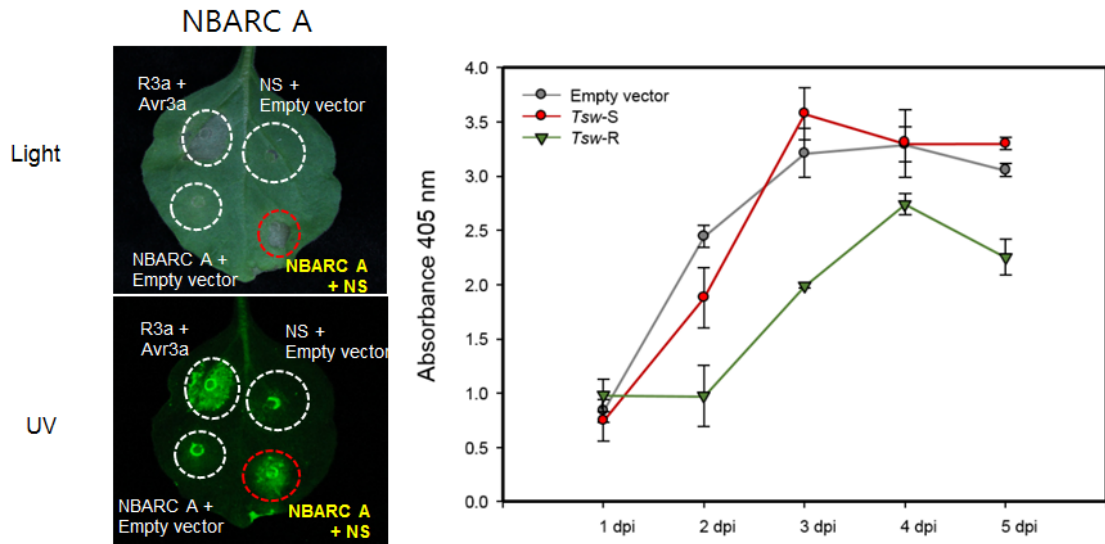 NBARC A
Light
R3a +
Avr3a
NS +
Empty vector
NBARC A +
Empty vector
NBARC A
+ NS
UV
R3a +
Avr3a
NS +
Empty vector
NBARC A +
Empty vector
NBARC A
+ NS
Absorbance 405 nm
4.0
3.5
3.0
2.5
2.0
1.5
1.0
0.5
0.0
Empty vector
Tsw-S
Tsw-R
1 dpi
2 dpi
3 dpi
4 dpi
5 dpi